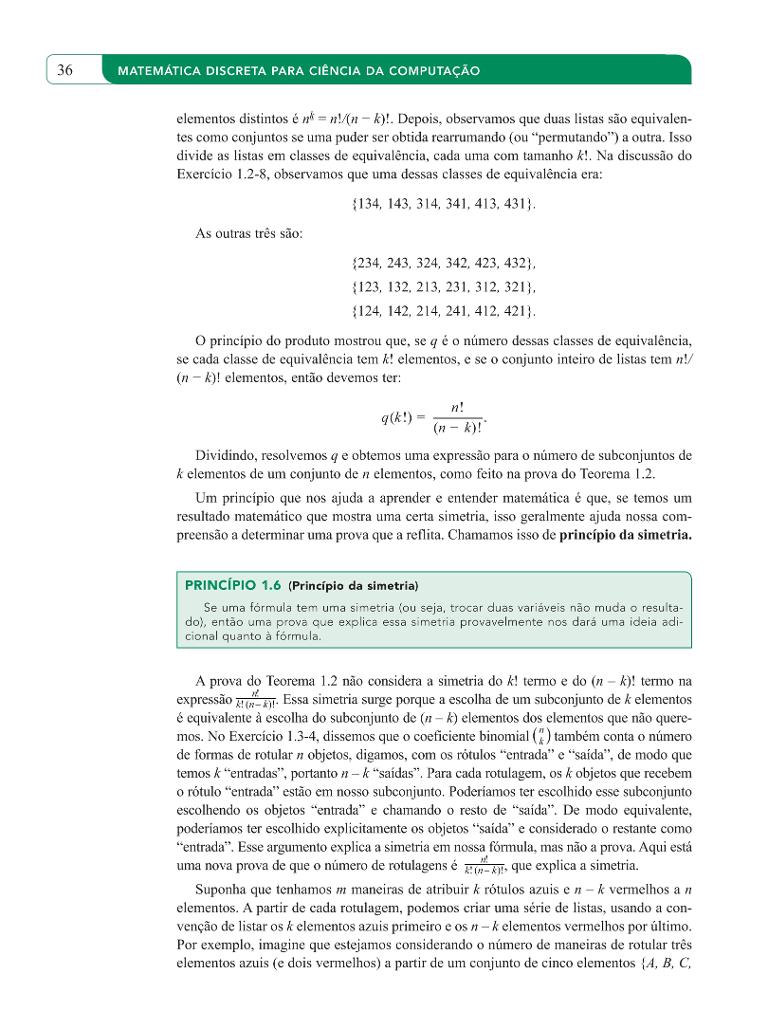 36
MATEMÁTICA DISCRETA PARA CIÊNCIA DA COMPUTAÇÃO
elementos distintos é n^k = n!/(n − k)!. Depois, observamos que duas listas são equivalen-
tes como conjuntos se uma puder ser obtida rearrumando (ou “permutando”) a outra. Isso
divide as listas em classes de equivalência, cada uma com tamanho k!. Na discussão do
Exercício 1.2-8, observamos que uma dessas classes de equivalência era:
{134, 143, 314, 341, 413, 431}.
As outras três são:
{234, 243, 324, 342, 423, 432},
{123, 132, 213, 231, 312, 321},
{124, 142, 214, 241, 412, 421}.
O princípio do produto mostrou que, se q é o número dessas classes de equivalência,
se cada classe de equivalência tem k! elementos, e se o conjunto inteiro de listas tem n!/
(n − k)! elementos, então devemos ter:
q(k!) = n!/(n − k)!.
Dividindo, resolvemos q e obtemos uma expressão para o número de subconjuntos de
k elementos de um conjunto de n elementos, como feito na prova do Teorema 1.2.
Um princípio que nos ajuda a aprender e entender matemática é que, se temos um
resultado matemático que mostra uma certa simetria, isso geralmente ajuda nossa com-
preensão a determinar uma prova que a reflita. Chamamos isso de princípio da simetria.
PRINCÍPIO 1.6 (Princípio da simetria)
Se uma fórmula tem uma simetria (ou seja, trocar duas variáveis não muda o resulta-
do), então uma prova que explica essa simetria provavelmente nos dará uma ideia adi-
cional quanto à fórmula.
A prova do Teorema 1.2 não considera a simetria do k! termo e do (n – k)! termo na
expressão n!/k!(n−k)!. Essa simetria surge porque a escolha de um subconjunto de k elementos
é equivalente à escolha do subconjunto de (n – k) elementos dos elementos que não quere-
mos. No Exercício 1.3-4, dissemos que o coeficiente binomial (n k) também conta o número
de formas de rotular n objetos, digamos, com os rótulos “entrada” e “saída”, de modo que
temos k “entradas”, portanto n – k “saídas”. Para cada rotulagem, os k objetos que recebem
o rótulo “entrada” estão em nosso subconjunto. Poderíamos ter escolhido esse subconjunto
escolhendo os objetos “entrada” e chamando o resto de “saída”. De modo equivalente,
poderíamos ter escolhido explicitamente os objetos “saída” e considerado o restante como
“entrada”. Esse argumento explica a simetria em nossa fórmula, mas não a prova. Aqui está
uma nova prova de que o número de rotulagens é n!/k!(n−k)!, que explica a simetria.
Suponha que tenhamos m maneiras de atribuir k rótulos azuis e n – k vermelhos a n
elementos. A partir de cada rotulagem, podemos criar uma série de listas, usando a con-
venção de listar os k elementos azuis primeiro e os n – k elementos vermelhos por último.
Por exemplo, imagine que estejamos considerando o número de maneiras de rotular três
elementos azuis (e dois vermelhos) a partir de um conjunto de cinco elementos {A, B, C,